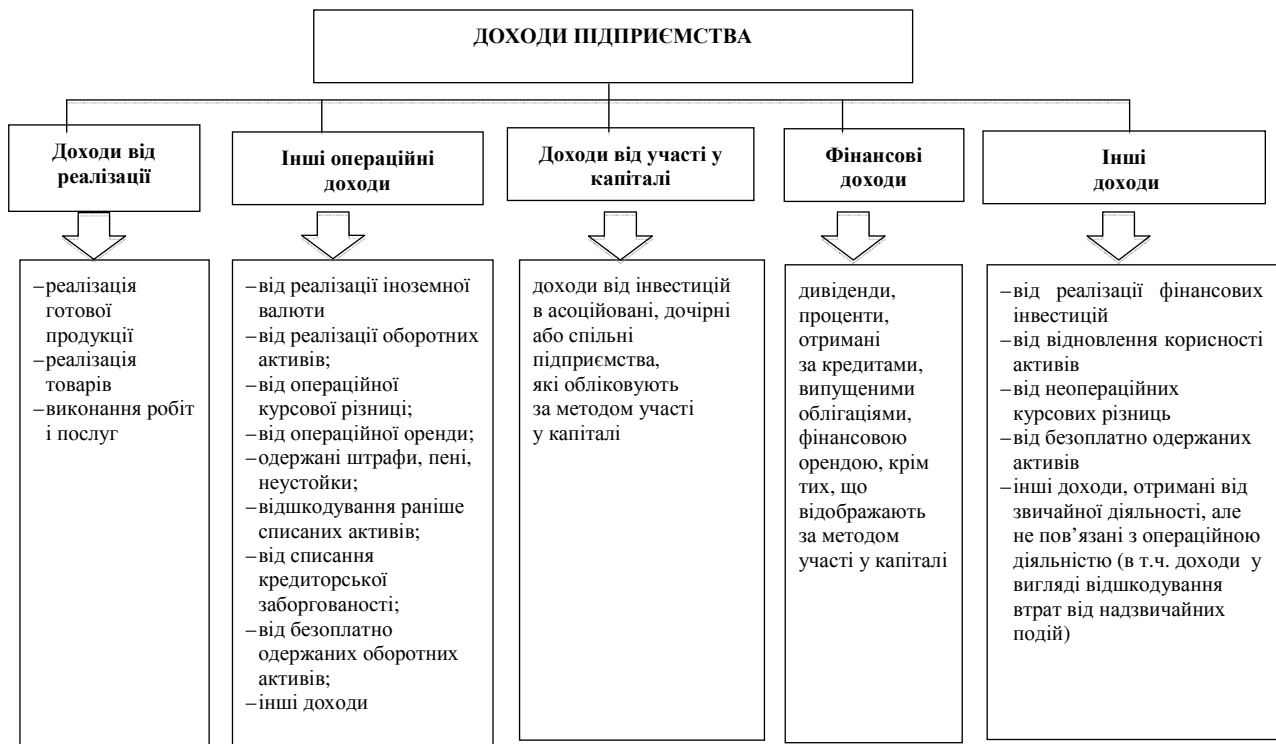 ДОХОДИ ПІДПРИЄМСТВА
Доходи від
реалізації
Інші операційні
доходи
Доходи від участі у
капіталі
Фінансові
доходи
Інші
доходи
–реалізація
готової
продукції
–реалізація
товарів
–виконання робіт
і послуг
–від реалізації іноземної
валюти
–від реалізації оборотних
активів;
–від операційної
курсової різниці;
–від операційної оренди;
–одержані штрафи, пені,
неустойки;
–відшкодування раніше
списаних активів;
–від списання
кредиторської
заборгованості;
–від безоплатно
одержаних оборотних
активів;
–інші доходи
доходи від інвестицій
в асоційовані, дочірні
або спільні
підприємства,
які обліковують
за методом участі
у капіталі
дивіденди,
проценти,
отримані
за кредитами,
випущеними
облігаціями,
фінансовою
орендою, крім
тих, що
відображають
за методом
участі у капіталі
–від реалізації фінансових
інвестицій
–від відновлення корисності
активів
–від неопераційних
курсових різниць
–від безоплатно одержаних
активів
–інші доходи, отримані від
звичайної діяльності, але
не пов’язані з операційною
діяльністю (в т.ч. доходи у
вигляді відшкодування
втрат від надзвичайних
подій)